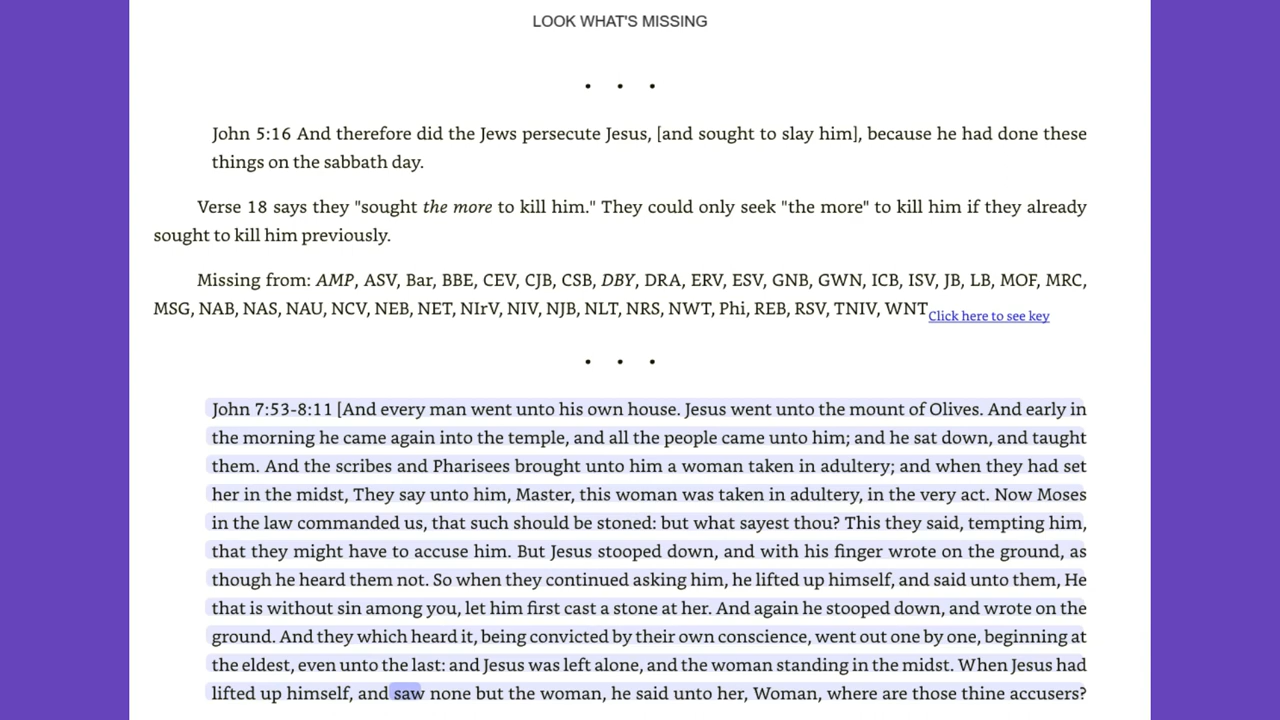 LOOK WHAT'S MISSING
• • •
John 5:16 And therefore did the Jews persecute Jesus, [and sought to slay him], because he had done these
things on the sabbath day.
Verse 18 says they "sought the more to kill him." They could only seek "the more" to kill him if they already
sought to kill him previously.
Missing from: AMP, ASV, Bar, BBE, CEV, CJB, CSB, DBY, DRA, ERV, ESV, GNB, GWN, ICB, ISV, JB, LB, MOF, MRC,
MSG, NAB, NAS, NAU, NCV, NEB, NET, NIrV, NIV, NJB, NLT, NRS, NWT, Phi, REB, RSV, TNIV, WNT Click here to see key
• • •
John 7:53-8:11 [And every man went unto his own house. Jesus went unto the mount of Olives. And early in
the morning he came again into the temple, and all the people came unto him; and he sat down, and taught
them. And the scribes and Pharisees brought unto him a woman taken in adultery; and when they had set
her in the midst, They say unto him, Master, this woman was taken in adultery, in the very act. Now Moses
in the law commanded us, that such should be stoned: but what sayest thou? This they said, tempting him,
that they might have to accuse him. But Jesus stooped down, and with his finger wrote on the ground, as
though he heard them not. So when they continued asking him, he lifted up himself, and said unto them, He
that is without sin among you, let him first cast a stone at her. And again he stooped down, and wrote on the
ground. And they which heard it, being convicted by their own conscience, went out one by one, beginning at
the eldest, even unto the last: and Jesus was left alone, and the woman standing in the midst. When Jesus had
lifted up himself, and saw none but the woman, he said unto her, Woman, where are those thine accusers?